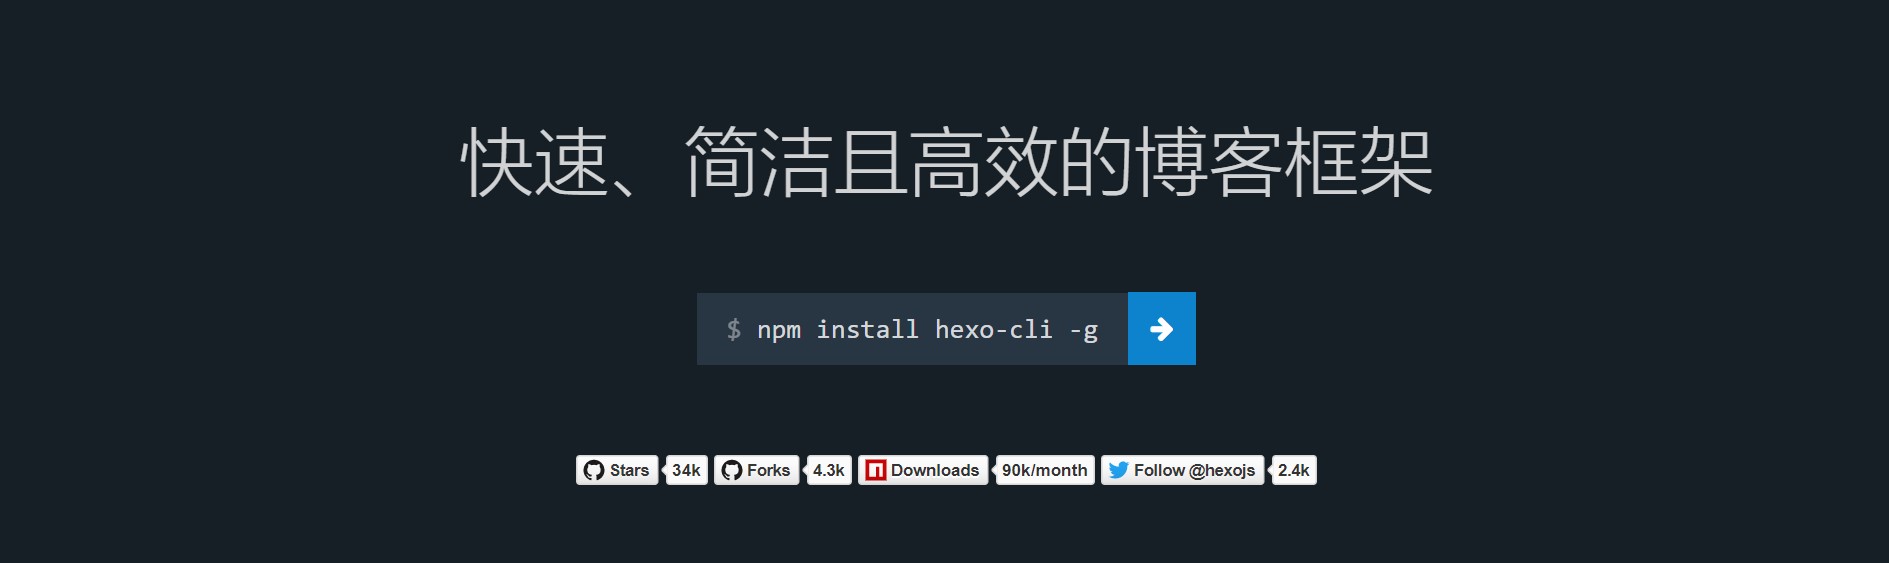 快速、简洁且高效的博客框架
$ npm install hexo-cli -g
Stars 34k Forks 4.3k Downloads 90k/month Follow @hexojs 2.4k